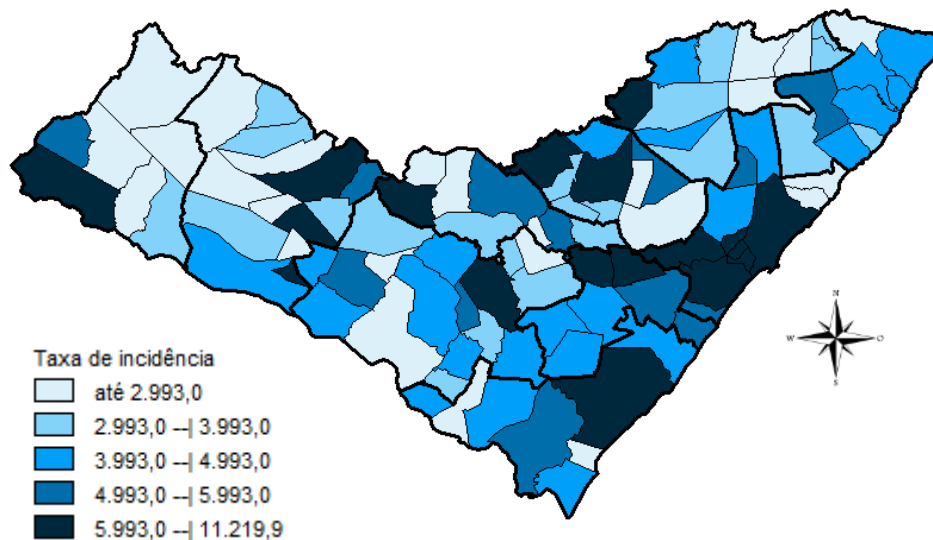 N
W
O
S
Taxa de incidência
até 2.993,0
2.993,0 --| 3.993,0
3.993,0 --| 4.993,0
4.993,0 --| 5.993,0
5.993,0 --| 11.219,9